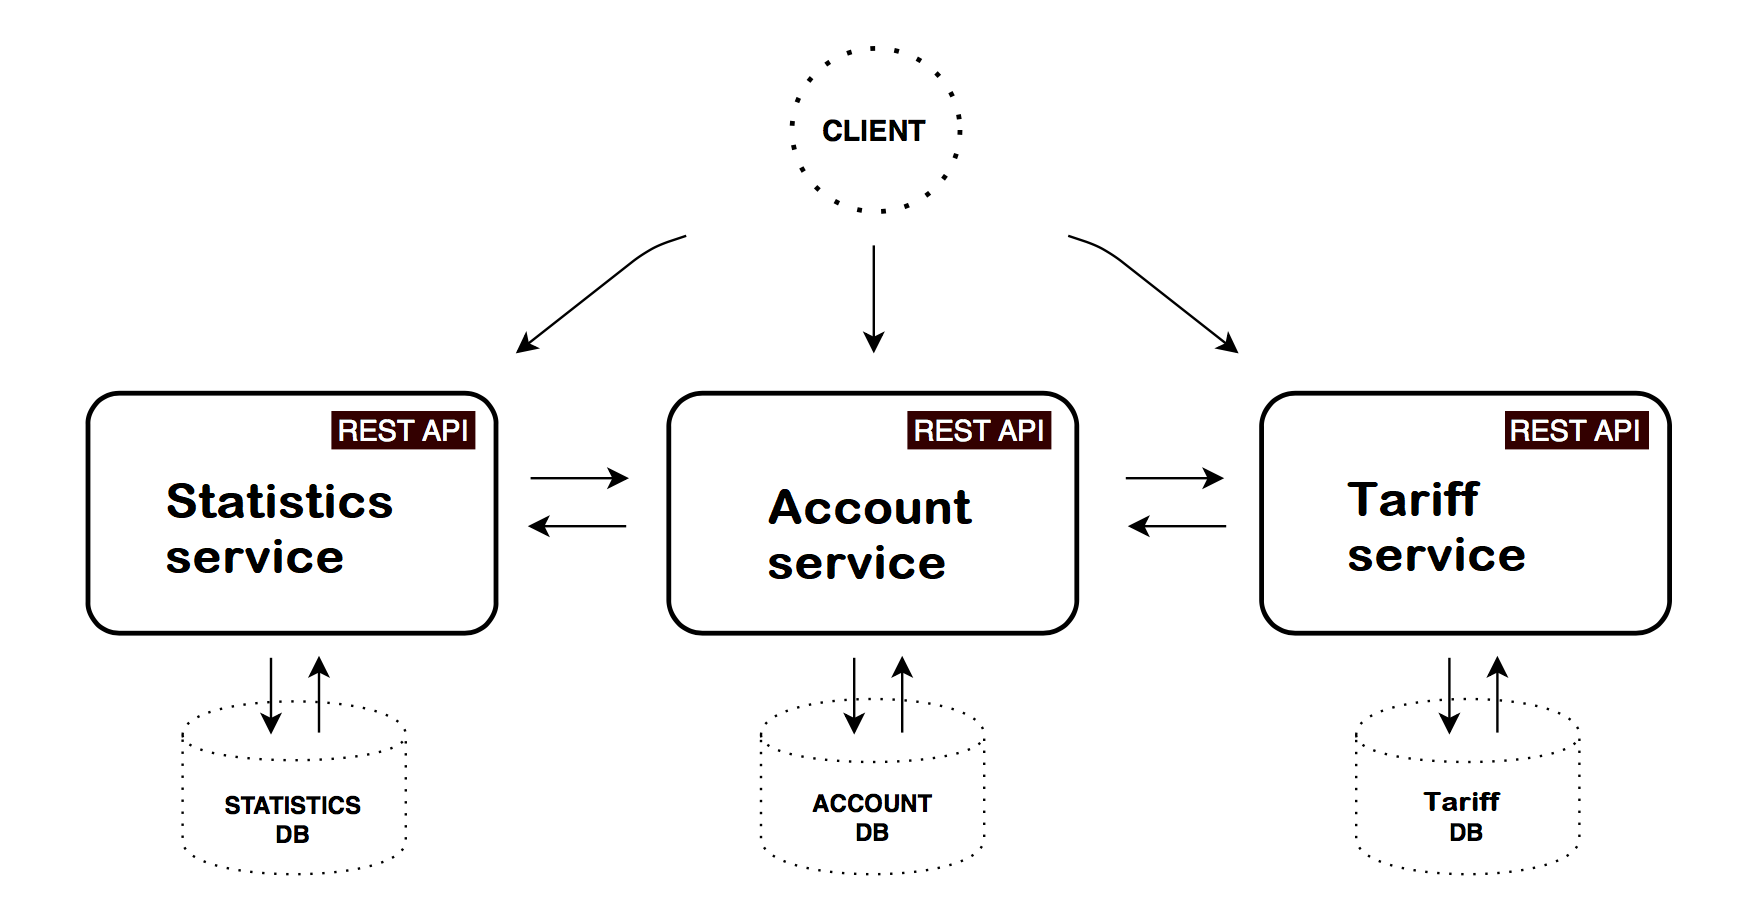 CLIENT
REST API
Statistics
service
REST API
Account
service
REST API
Tariff
service
STATISTICS
DB
ACCOUNT
DB
Tariff
DB